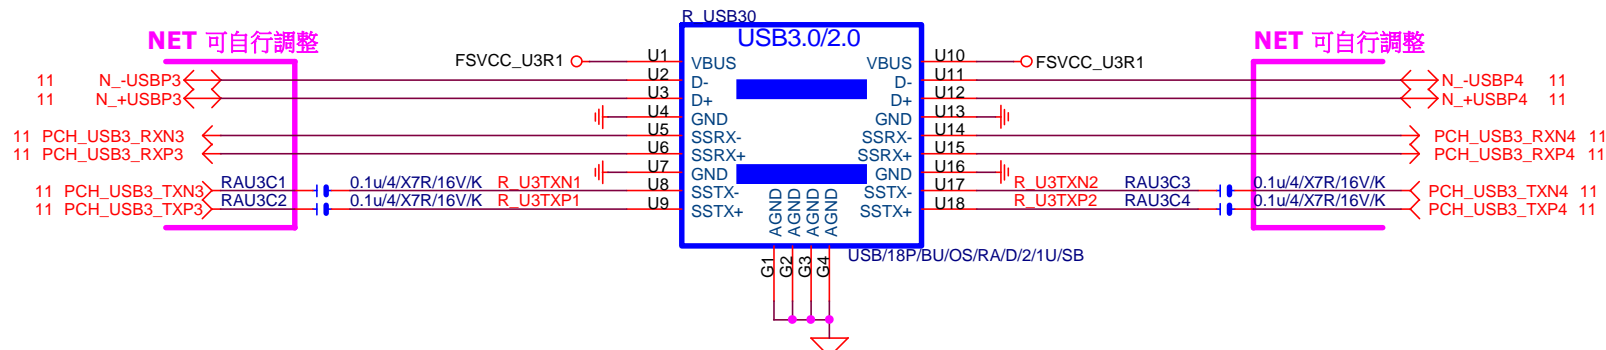 R_USB30
NET 可自行調整
USB3.0/2.0
NET 可自行調整
FSVCC_U3R1 U1 VBUS
VBUS U10 FSVCC_U3R1
11 N_-USBP3 U2 D-
D- U11 N_-USBP4 11
11 N_+USBP3 U3 D+
D+ U12 N_+USBP4 11
U4 GND
GND U13
11 PCH_USB3_RXN3 U5 SSRX-
SSRX- U14 PCH_USB3_RXN4 11
11 PCH_USB3_RXP3 U6 SSRX+
SSRX+ U15 PCH_USB3_RXP4 11
U7 GND
GND U16
11 PCH_USB3_TXN3 RAU3C1 0.1u/4/X7R/16V/K R_U3TXN1 U8 SSTX-
SSTX- U17 R_U3TXN2 RAU3C3 0.1u/4/X7R/16V/K PCH_USB3_TXN4 11
11 PCH_USB3_TXP3 RAU3C2 0.1u/4/X7R/16V/K R_U3TXP1 U9 SSTX+
SSTX+ U18 R_U3TXP2 RAU3C4 0.1u/4/X7R/16V/K PCH_USB3_TXP4 11
AGND
AGND
AGND
AGND
USB/18P/BU/OS/RA/D/2/1U/SB
G1
G2
G3
G4